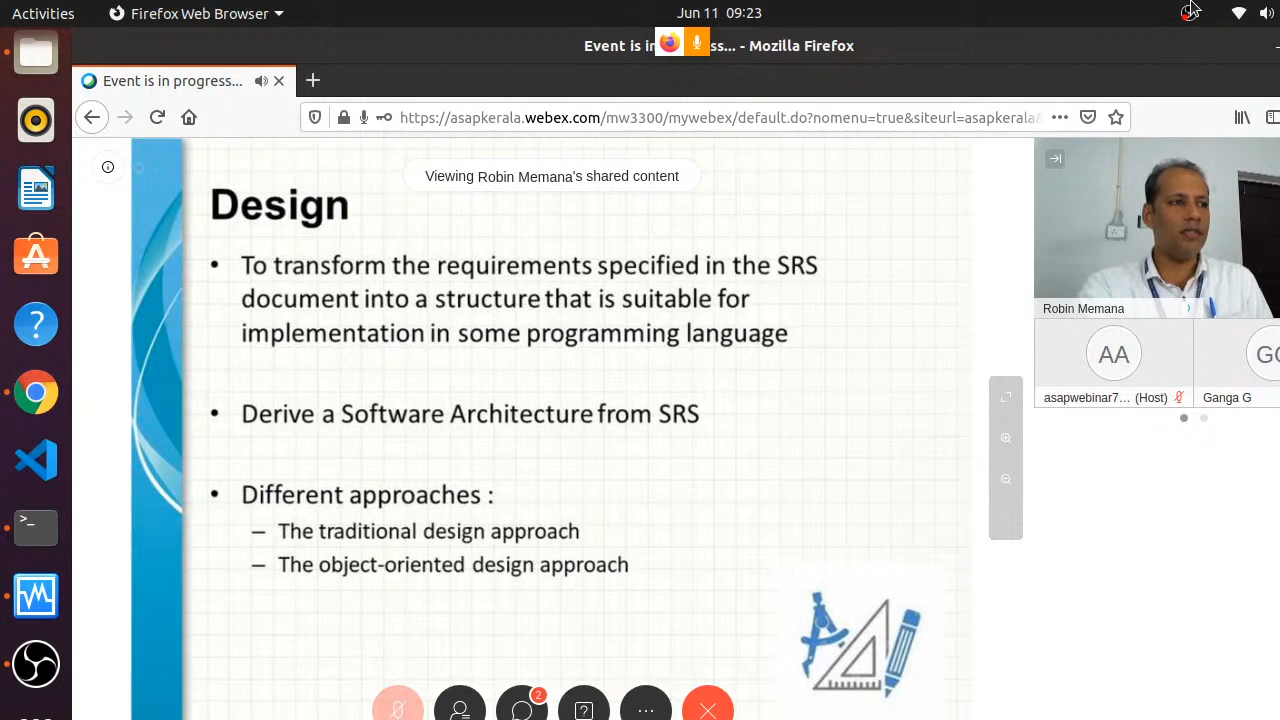 Activities
Firefox Web Browser
Jun 11 09:23
Event is in
ss... - Mozilla Firefox
Event is in progress...
https://asapkerala.webex.com/mw3300/mywebex/default.do?nomenu=true&siteurl=asapkerala&
Viewing Robin Memana's shared content
Design
• To transform the requirements specified in the SRS
document into a structure that is suitable for
implementation in some programming language
• Derive a Software Architecture from SRS
• Different approaches :
– The traditional design approach
– The object-oriented design approach
Robin Memana
AA
GG
asapwebinar7... (Host)
Ganga G
2